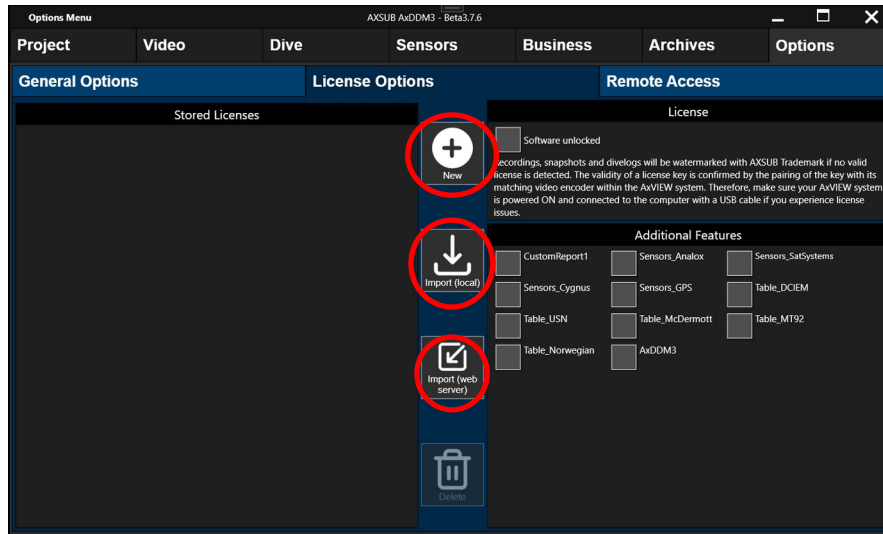 Options Menu
AXSUB AxDDM3 - Beta3.7.6
Project Video Dive Sensors Business Archives Options
General Options License Options Remote Access
Stored Licenses
New
Import (local)
Import (web
server)
Delete
License
Software unlocked
Recordings, snapshots and divelogs will be watermarked with AXSUB Trademark if no valid
license is detected. The validity of a license key is confirmed by the pairing of the key with its
matching video encoder within the AxVIEW system. Therefore, make sure your AxVIEW system
is powered ON and connected to the computer with a USB cable if you experience license
issues.
Additional Features
CustomReport1 Sensors_Analox Sensors_SatSystems
Sensors_Cygnus Sensors_GPS Table_DCIEM
Table_USN Table_McDermott Table_MT92
Table_Norwegian AxDDM3